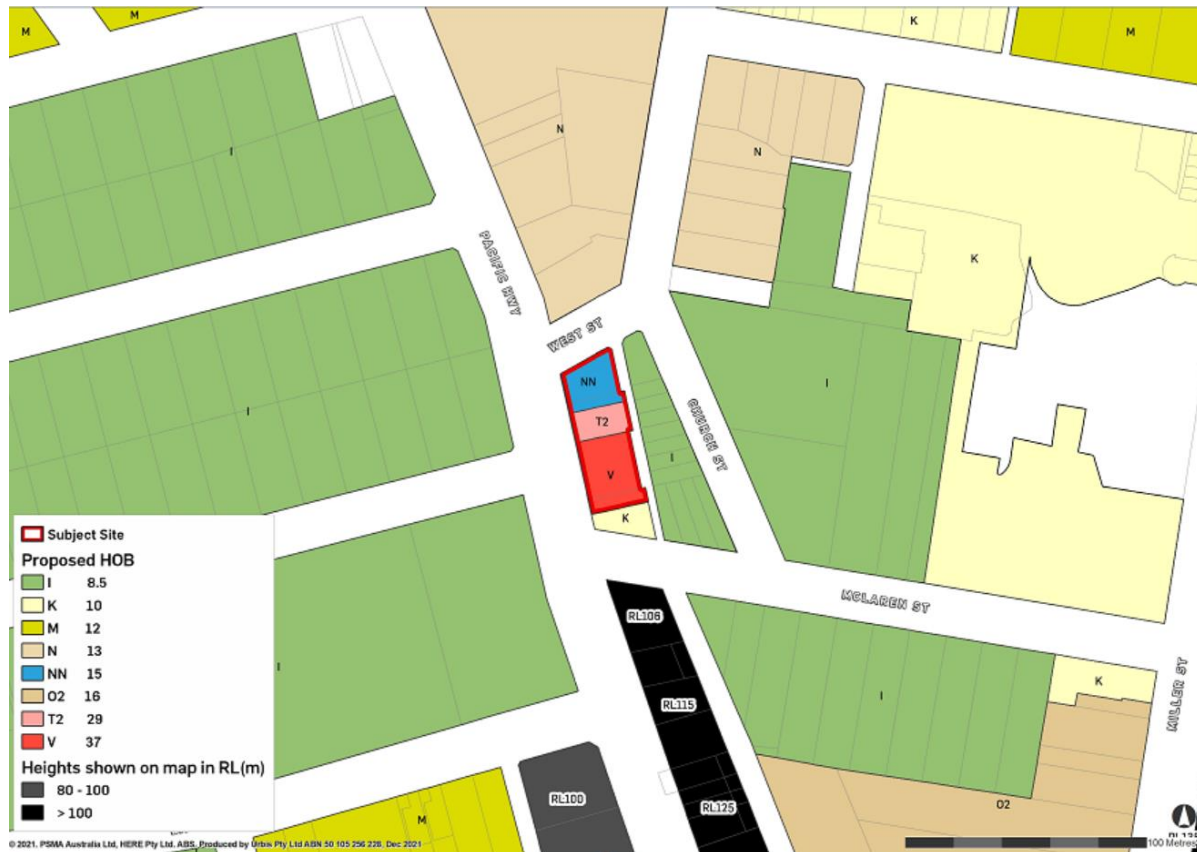 M
M
K
M
I
N
N
K
PACIFIC HWY
WEST ST
I
I
NN
T2
V
K
I
CHURCH ST
MCLAREN ST
MILLER ST
RL106
I
K
RL115
I
RL100
RL125
O2
M
Subject Site
Proposed HOB
I 8.5
K 10
M 12
N 13
NN 15
O2 16
T2 29
V 37
Heights shown on map in RL(m)
80 - 100
> 100
© 2021. PSMA Australia Ltd, HERE Pty Ltd. ABS. Produced by Urbis Pty Ltd ABN 50 105 256 228, Dec 2021
100 Metres